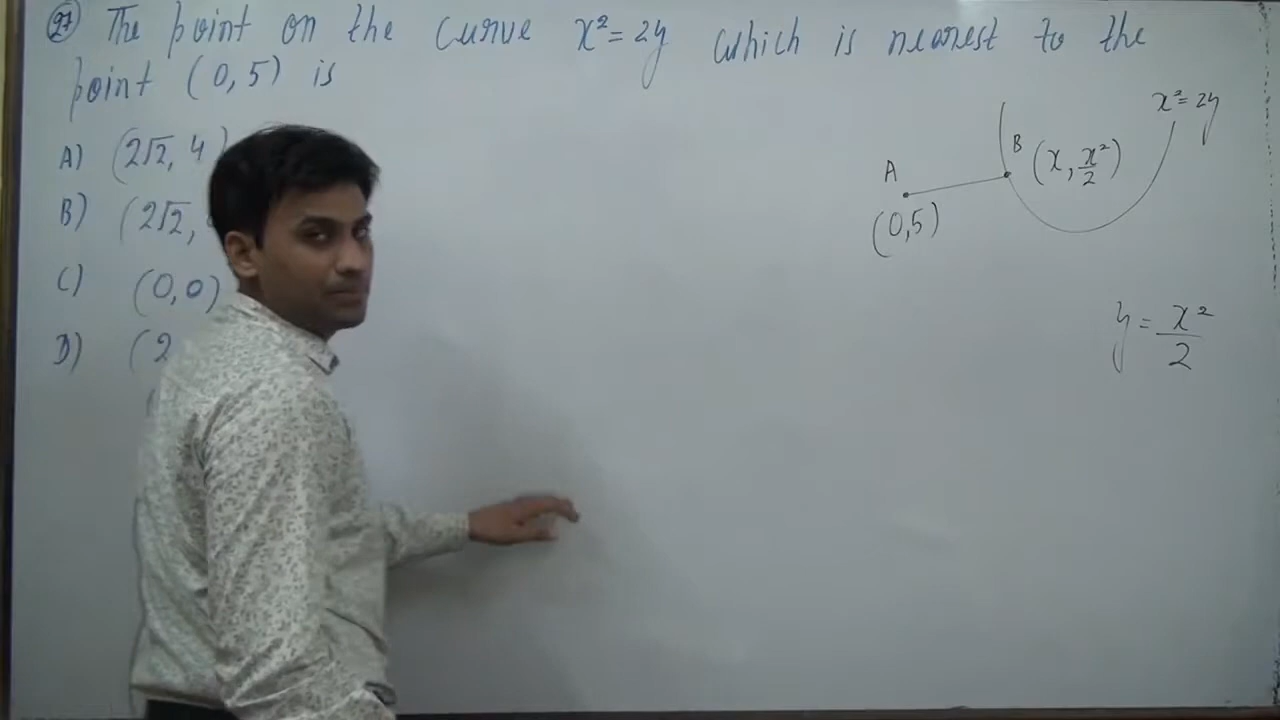 27) The point on the curve x² = 2y which is nearest to the
point (0, 5) is
A) (2√2, 4
B) (2√2,
C) (0, 0)
D) (2
x² = 2y
A
B (x, x²/2)
(0,5)
y = x²/2